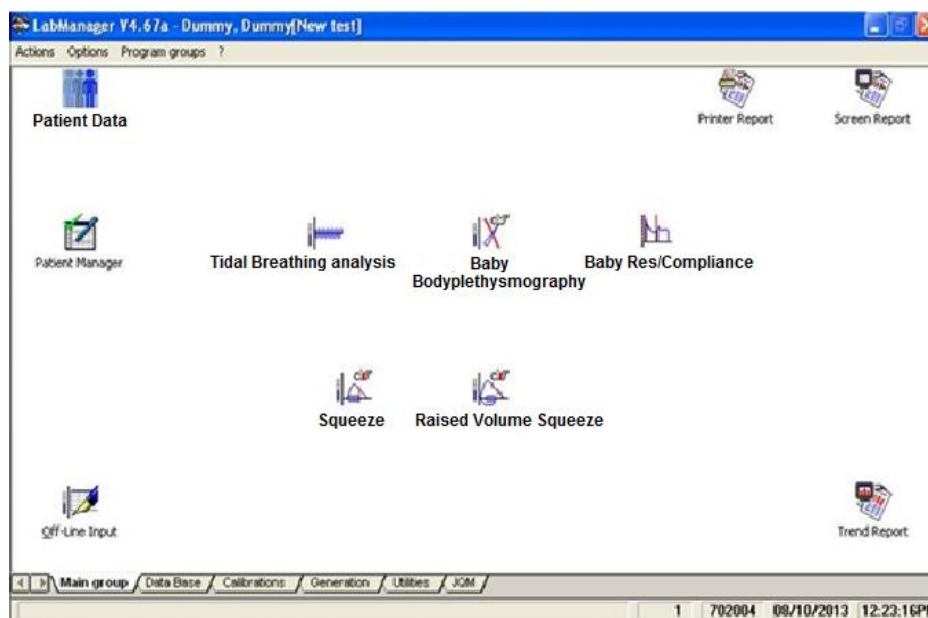 LabManager V4.67a - Dummy, Dummy[New test]
Actions Options Program groups ?
Patient Data
Printer Report
Screen Report
Patient Manager
Tidal Breathing analysis
Baby
Bodyplethysmography
Baby Res/Compliance
Squeeze
Raised Volume Squeeze
Off-Line Input
Trend Report
Main group Data Base Calibrations Generation Utilities JQM
1 702004 08/10/2013 12:23:16P